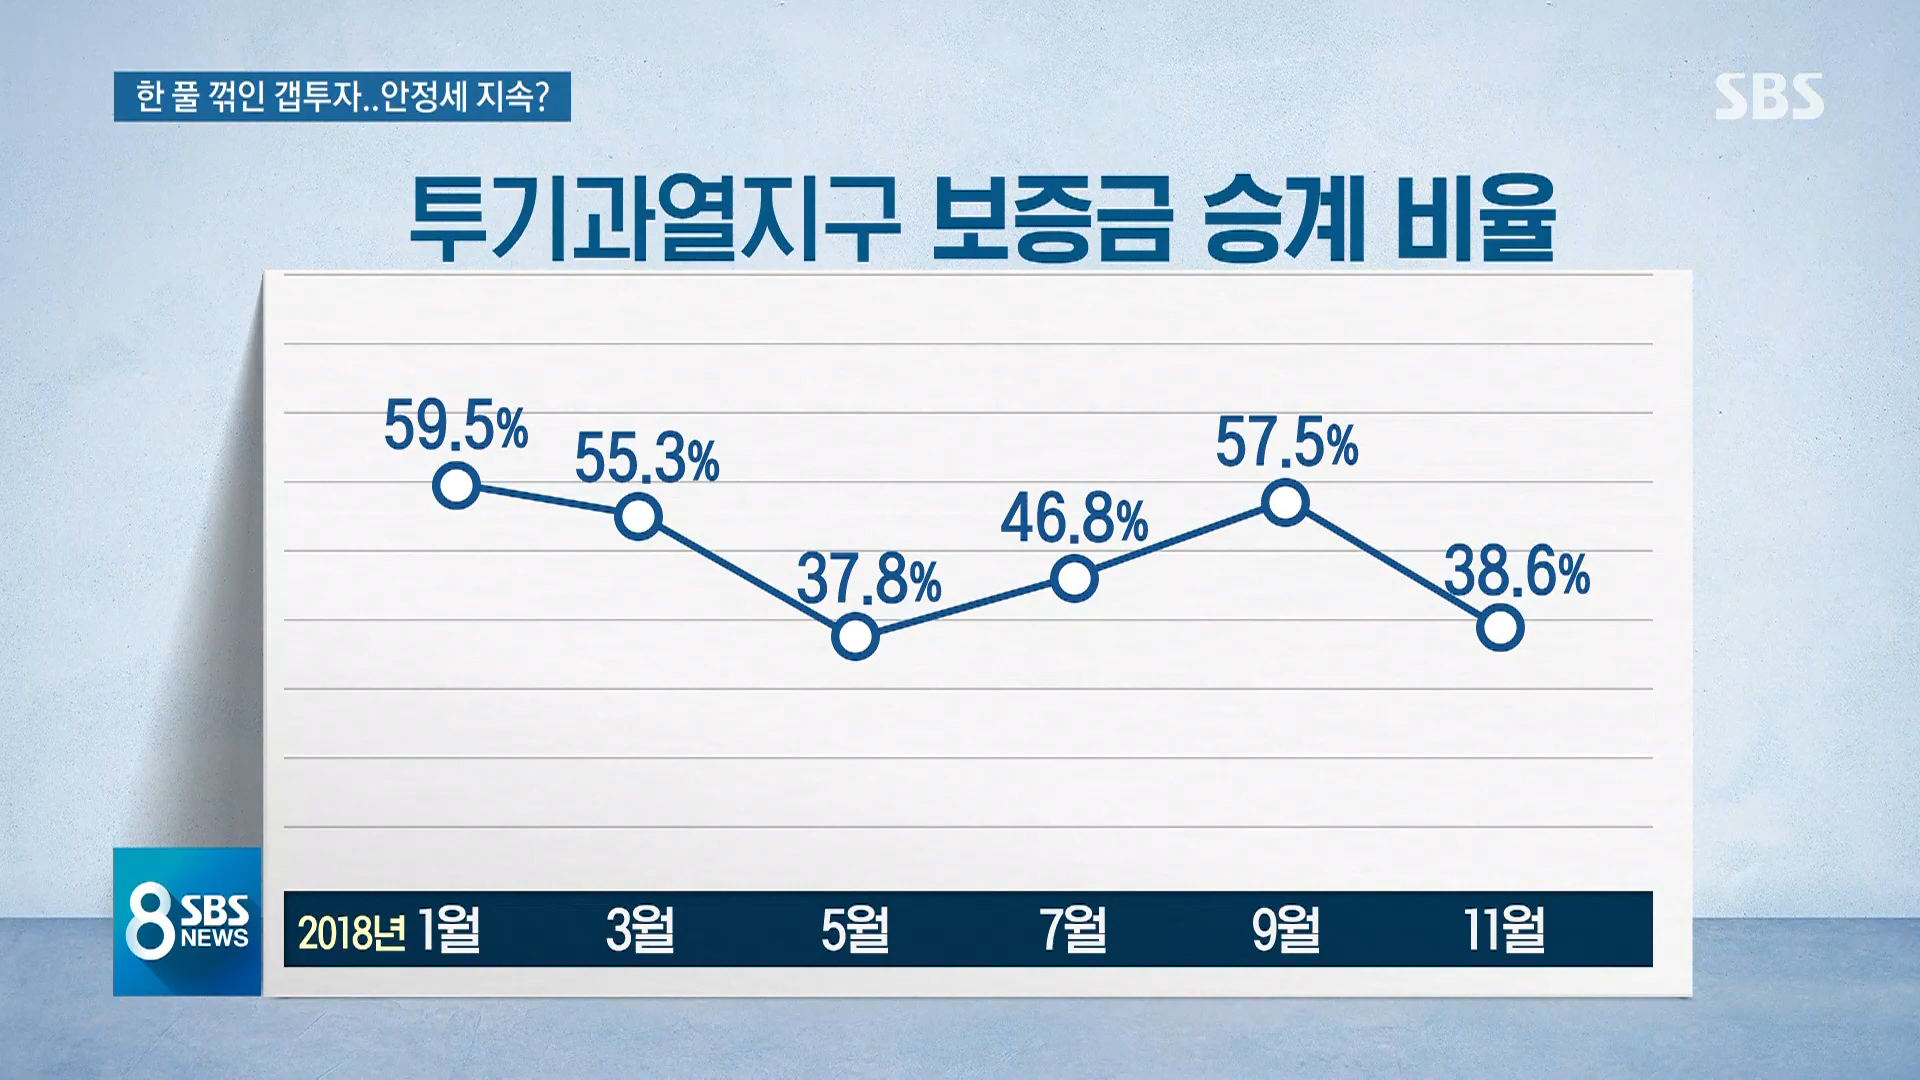 한 풀 꺾인 갭투자..안정세 지속?
SBS
투기과열지구 보증금 승계 비율
59.5%
55.3%
37.8%
46.8%
57.5%
38.6%
2018년 1월 3월 5월 7월 9월 11월
8 SBS
NEWS